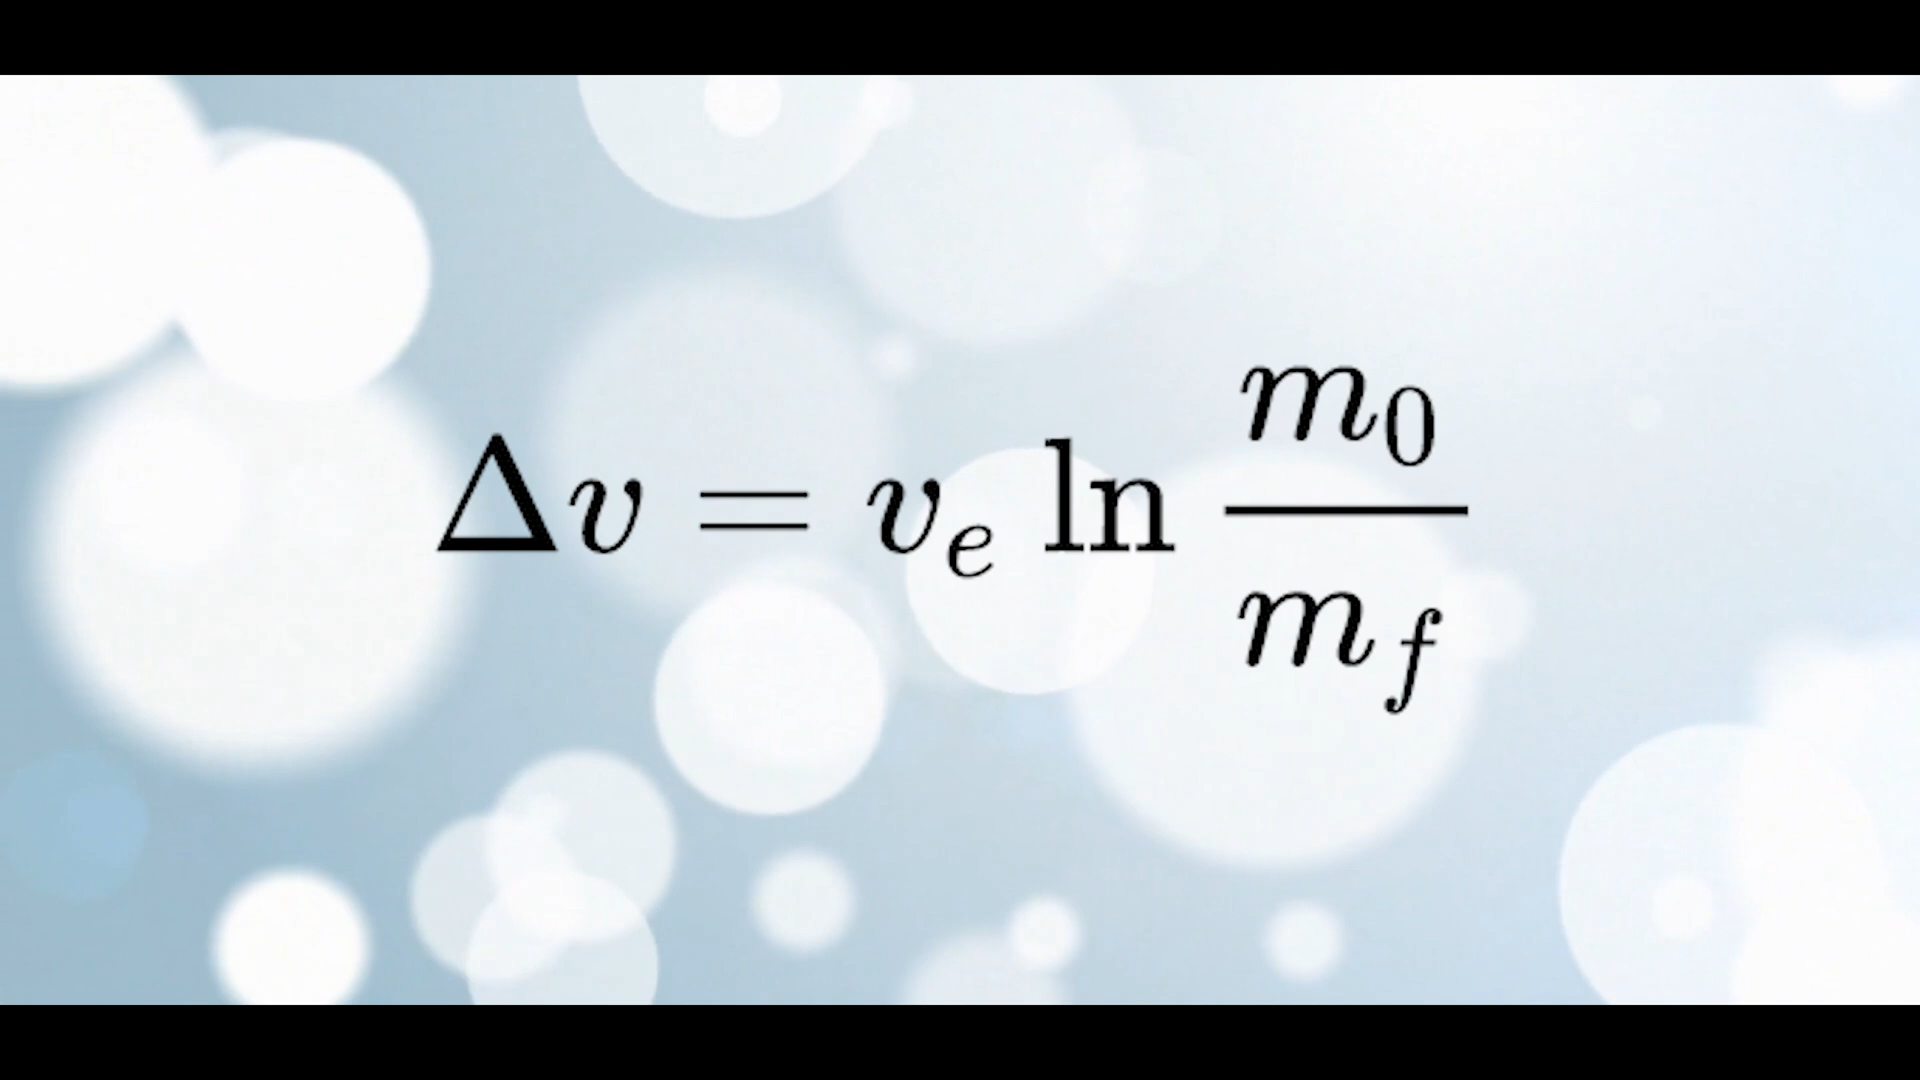 Δv = v_e ln m_0/m_f